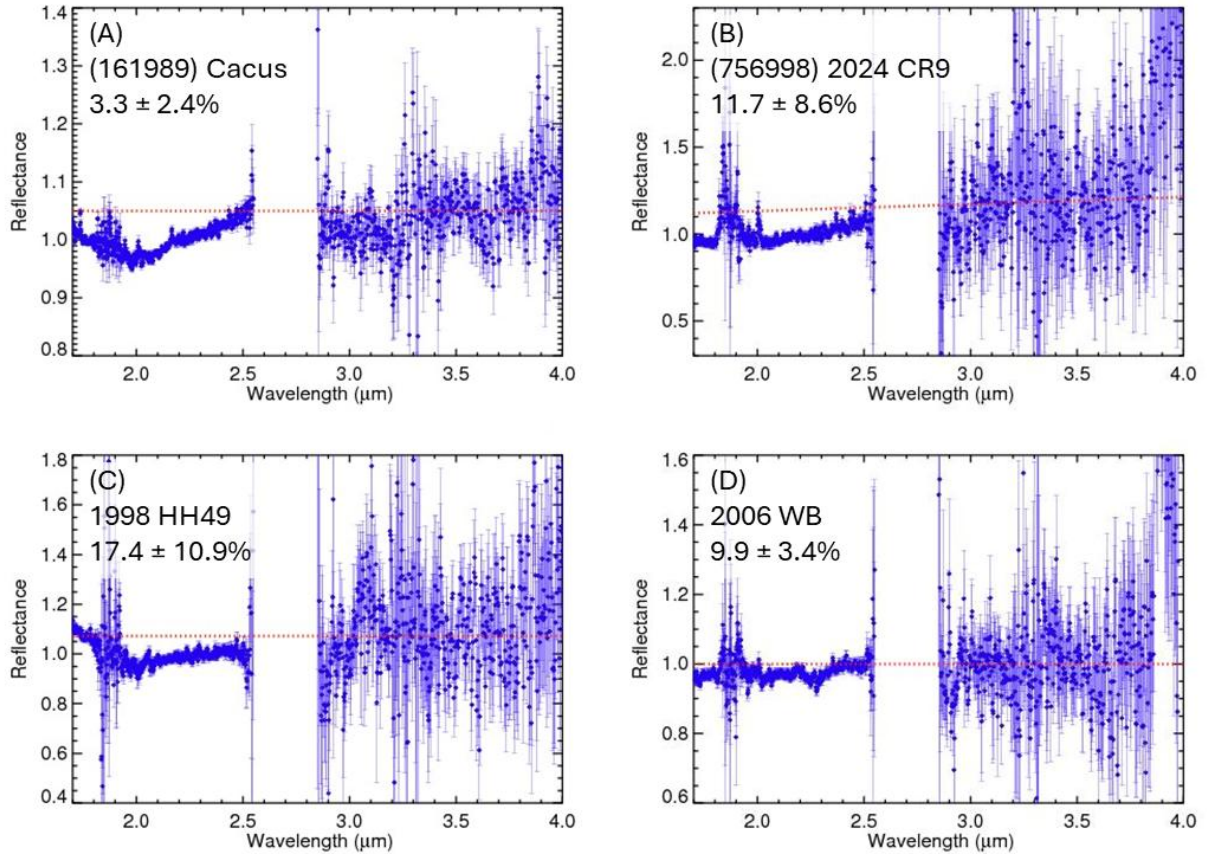 (A)
(161989) Cacus
3.3 ± 2.4%
1.3
1.2
1.1
1.0
0.9
0.8
Reflectance
2.0 2.5 3.0 3.5 4.0
Wavelength (μm)
(B)
(756998) 2024 CR9
11.7 ± 8.6%
2.0
1.5
1.0
0.5
Reflectance
2.0 2.5 3.0 3.5 4.0
Wavelength (μm)
(C)
1998 HH49
17.4 ± 10.9%
1.8
1.6
1.4
1.2
1.0
0.8
0.6
0.4
Reflectance
2.0 2.5 3.0 3.5 4.0
Wavelength (μm)
(D)
2006 WB
9.9 ± 3.4%
1.6
1.4
1.2
1.0
0.8
0.6
Reflectance
2.0 2.5 3.0 3.5 4.0
Wavelength (μm)